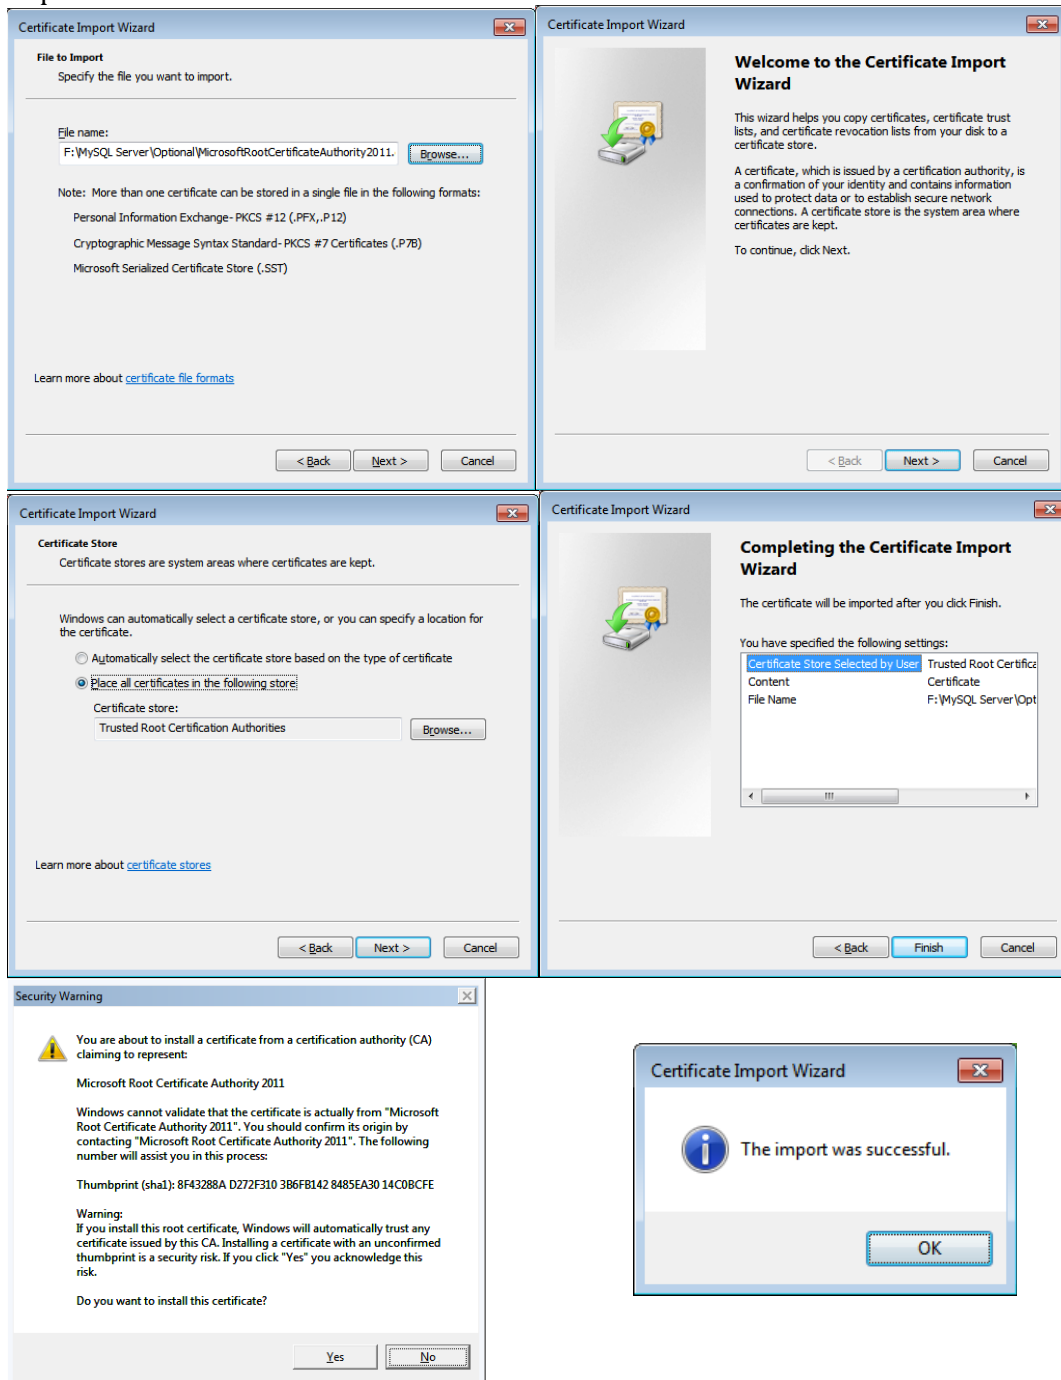 Certificate Import Wizard
File to Import
Specify the file you want to import.
File name:
F:\MySQL Server\Optional\MicrosoftRootCertificateAuthority2011.
Browse...
Note: More than one certificate can be stored in a single file in the following formats:
Personal Information Exchange- PKCS #12 (.PFX,.P12)
Cryptographic Message Syntax Standard- PKCS #7 Certificates (.P7B)
Microsoft Serialized Certificate Store (.SST)
Learn more about certificate file formats
< Back
Next >
Cancel
Certificate Import Wizard
Welcome to the Certificate Import
Wizard
This wizard helps you copy certificates, certificate trust
lists, and certificate revocation lists from your disk to a
certificate store.
A certificate, which is issued by a certification authority, is
a confirmation of your identity and contains information
used to protect data or to establish secure network
connections. A certificate store is the system area where
certificates are kept.
To continue, click Next.
< Back
Next >
Cancel
Certificate Import Wizard
Certificate Store
Certificate stores are system areas where certificates are kept.
Windows can automatically select a certificate store, or you can specify a location for
the certificate.
Automatically select the certificate store based on the type of certificate
Place all certificates in the following store
Certificate store:
Trusted Root Certification Authorities
Browse...
Learn more about certificate stores
< Back
Next >
Cancel
Certificate Import Wizard
Completing the Certificate Import
Wizard
The certificate will be imported after you click Finish.
You have specified the following settings:
Certificate Store Selected by User Trusted Root Certifica
Content Certificate
File Name F:\MySQL Server\Opt
< Back
Finish
Cancel
Security Warning
You are about to install a certificate from a certification authority (CA)
claiming to represent:
Microsoft Root Certificate Authority 2011
Windows cannot validate that the certificate is actually from "Microsoft
Root Certificate Authority 2011". You should confirm its origin by
contacting "Microsoft Root Certificate Authority 2011". The following
number will assist you in this process:
Thumbprint (sha1): 8F43288A D272F310 3B6FB142 8485EA30 14C0BCFE
Warning:
If you install this root certificate, Windows will automatically trust any
certificate issued by this CA. Installing a certificate with an unconfirmed
thumbprint is a security risk. If you click "Yes" you acknowledge this
risk.
Do you want to install this certificate?
Yes
No
Certificate Import Wizard
The import was successful.
OK